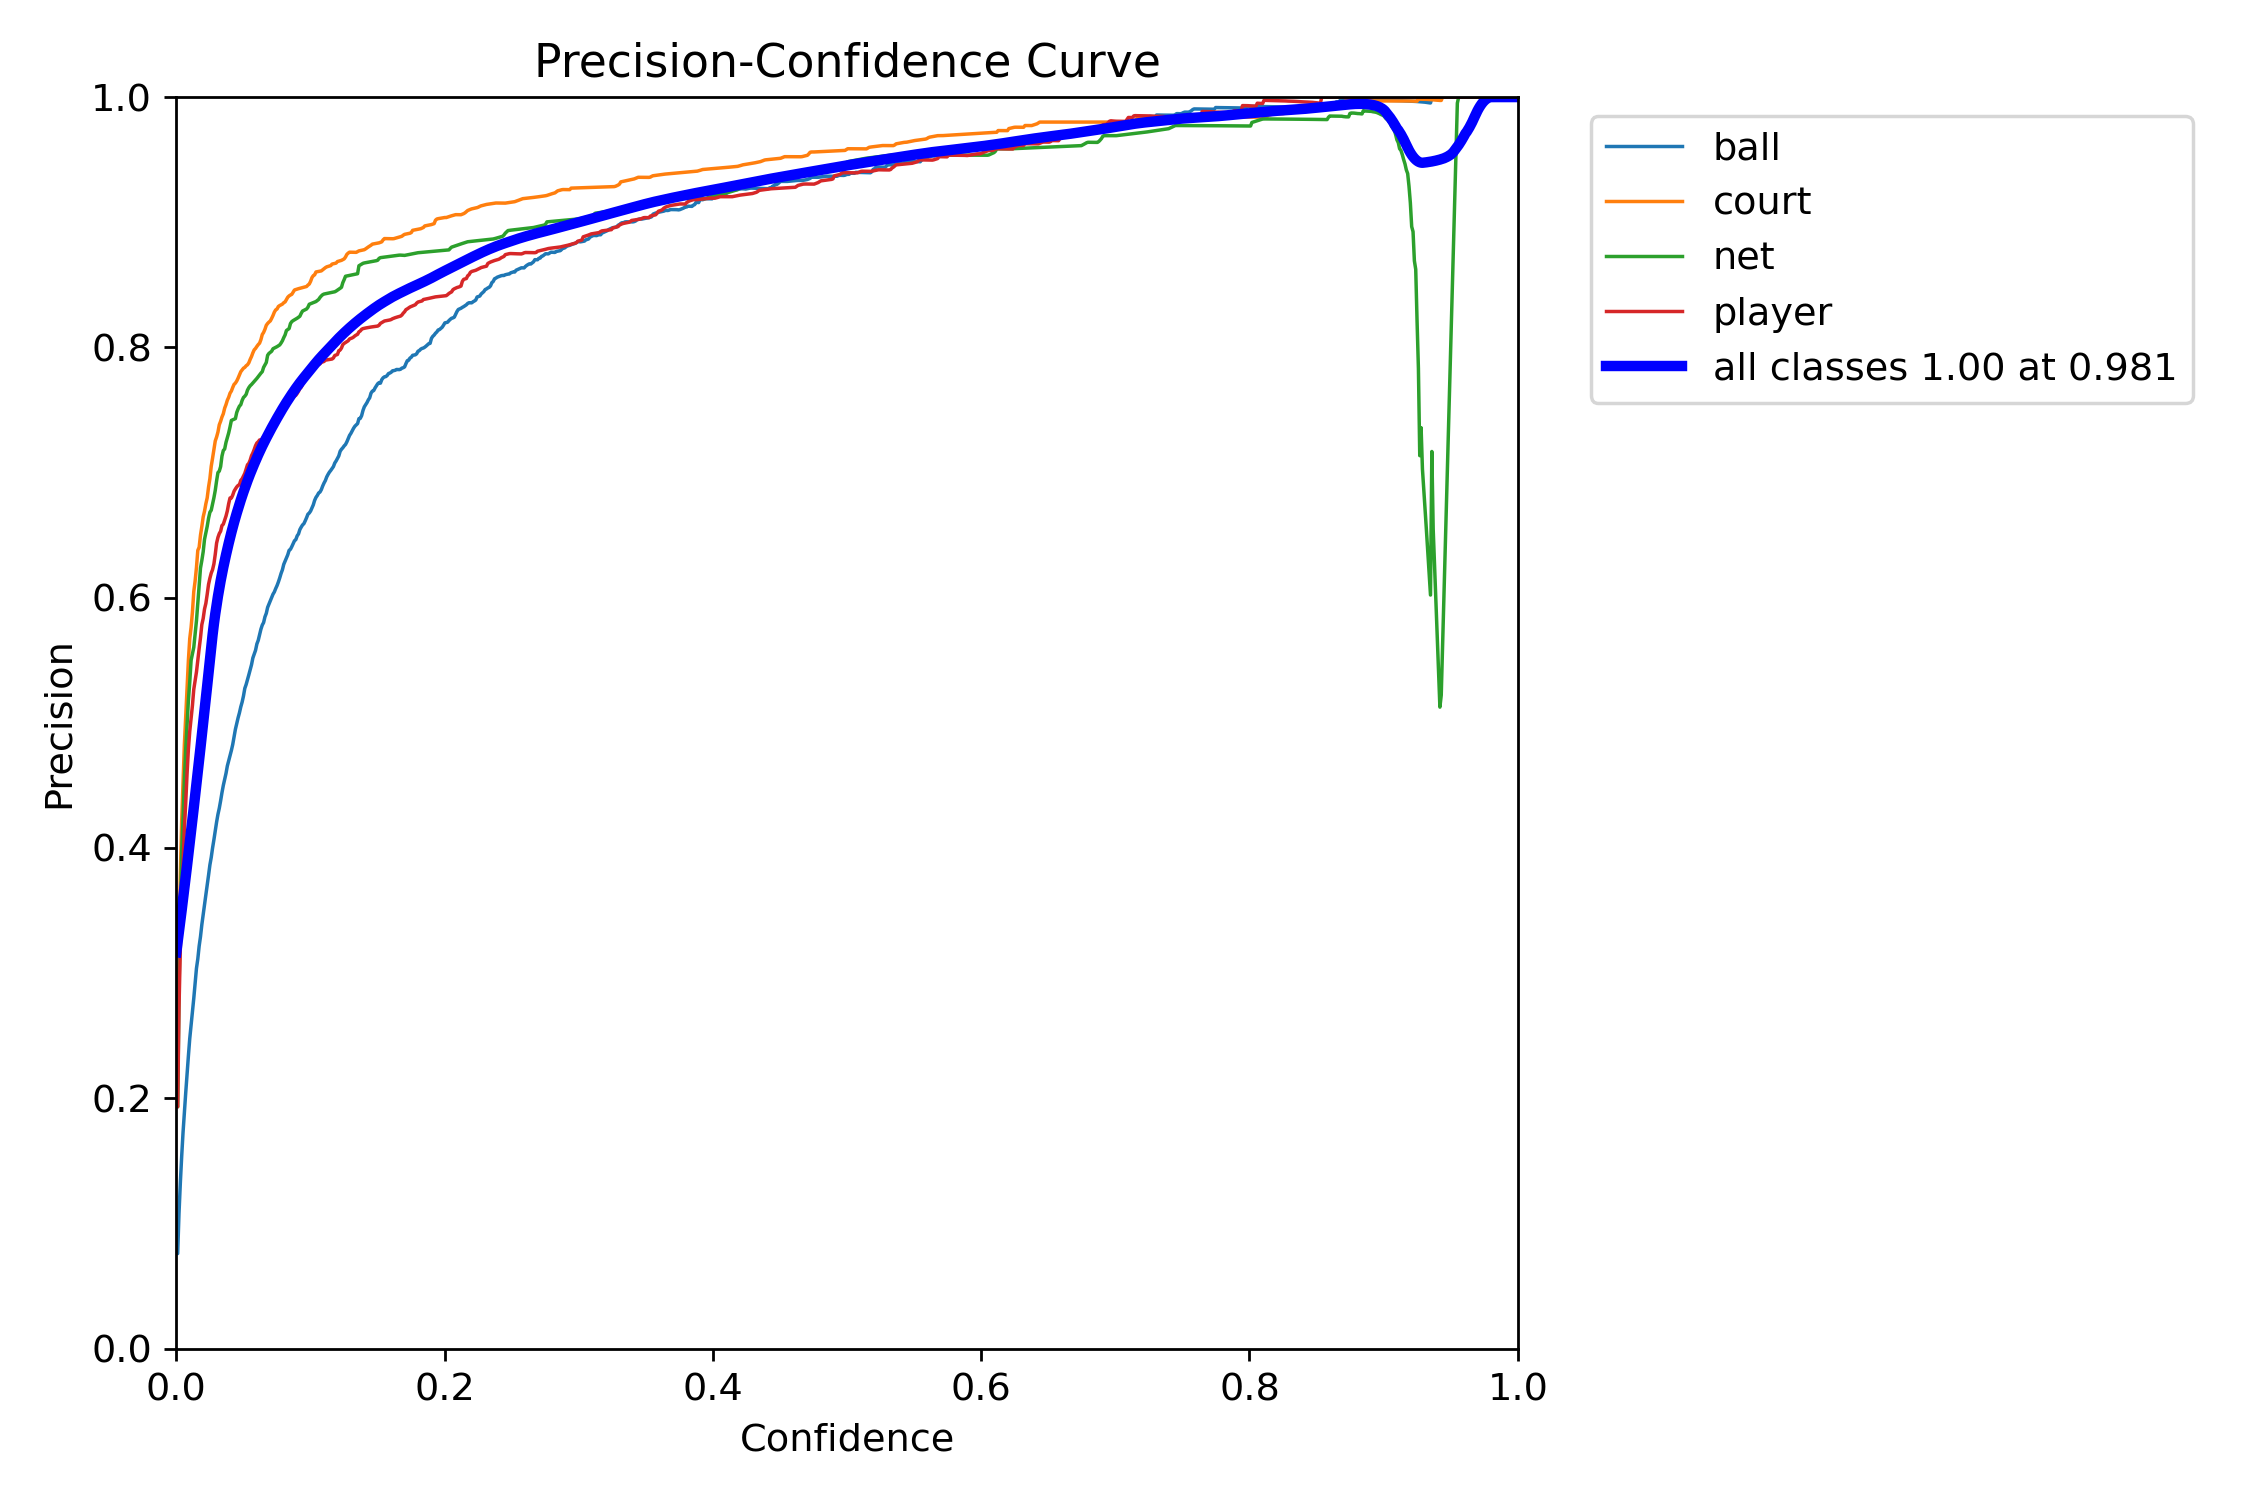 Precision-Confidence Curve
1.0
0.8
0.6
0.4
0.2
0.0
Precision
0.0 0.2 0.4 0.6 0.8 1.0
Confidence
ball
court
net
player
all classes 1.00 at 0.981